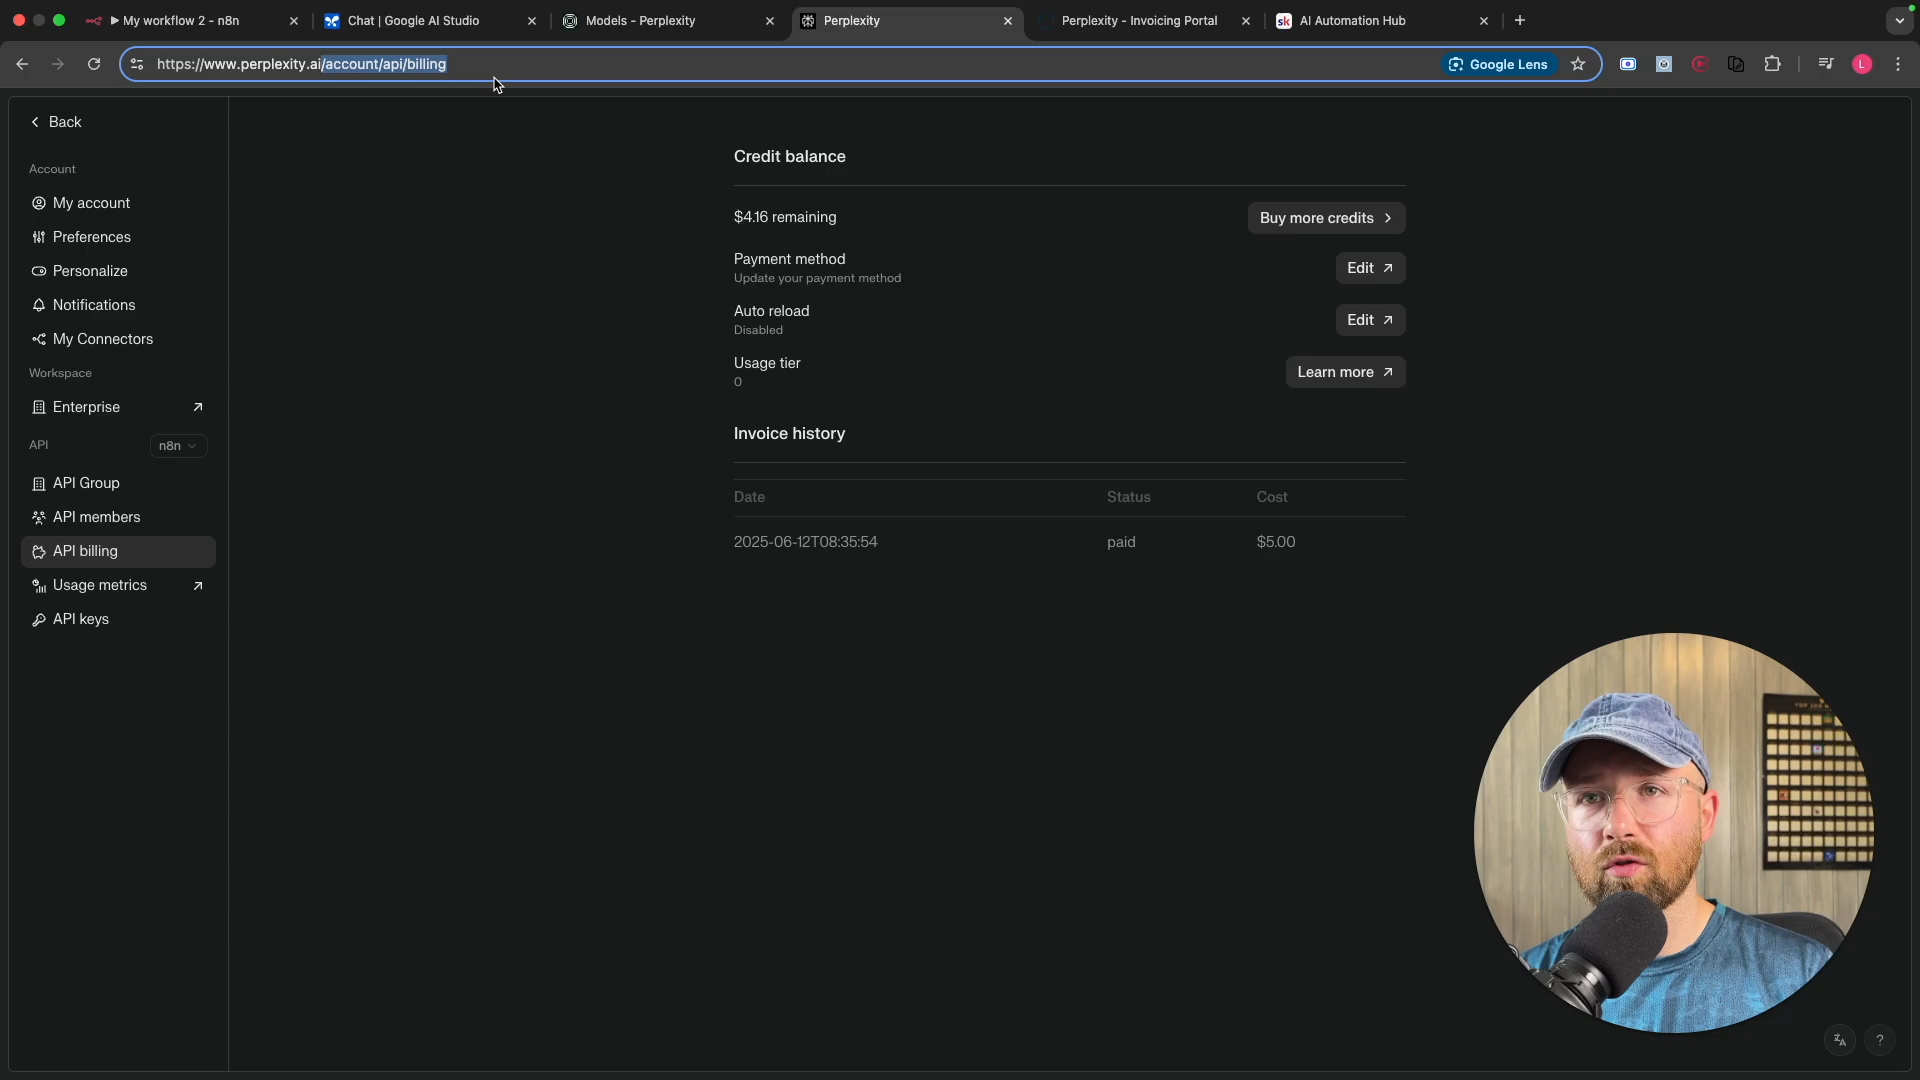 My workflow 2 - n8n
Chat | Google AI Studio
Models - Perplexity
Perplexity
Perplexity - Invoicing Portal
sk
AI Automation Hub
https://www.perplexity.ai/account/api/billing
Google Lens
L
Back
Account
My account
Preferences
Personalize
Notifications
My Connectors
Workspace
Enterprise
API
n8n
API Group
API members
API billing
Usage metrics
API keys
Credit balance
$4.16 remaining
Buy more credits
Payment method
Update your payment method
Edit
Auto reload
Disabled
Edit
Usage tier
0
Learn more
Invoice history
Date Status Cost
2025-06-12T08:35:54 paid $5.00
?